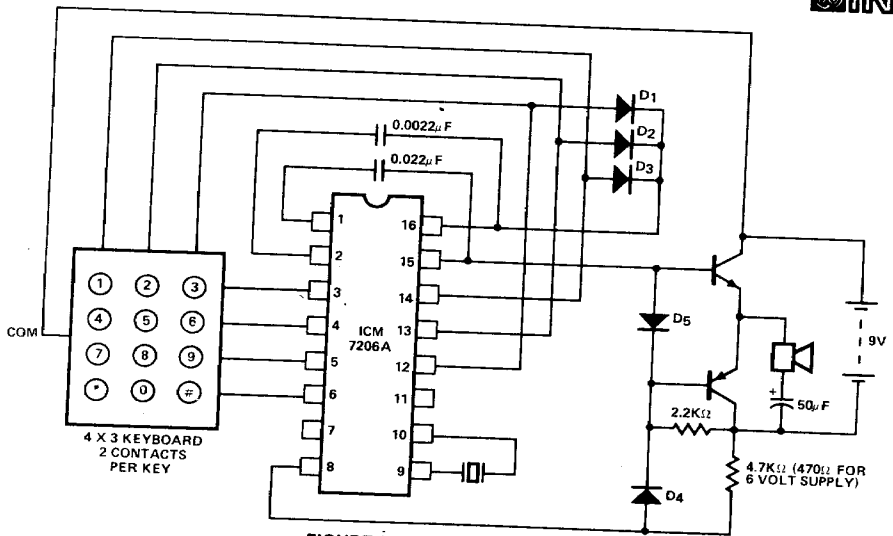 IN
0.0022μF
0.022μF
D1
D2
D3
1 16
2 15
3 14
4 13
5 12
6 11
7 10
8 9
ICM
7206A
1 2 3
4 5 6
7 8 9
* 0 #
COM
4 X 3 KEYBOARD
2 CONTACTS
PER KEY
D5
D4
2.2KΩ
50μF
+
9V
4.7KΩ (470Ω FOR
6 VOLT SUPPLY)